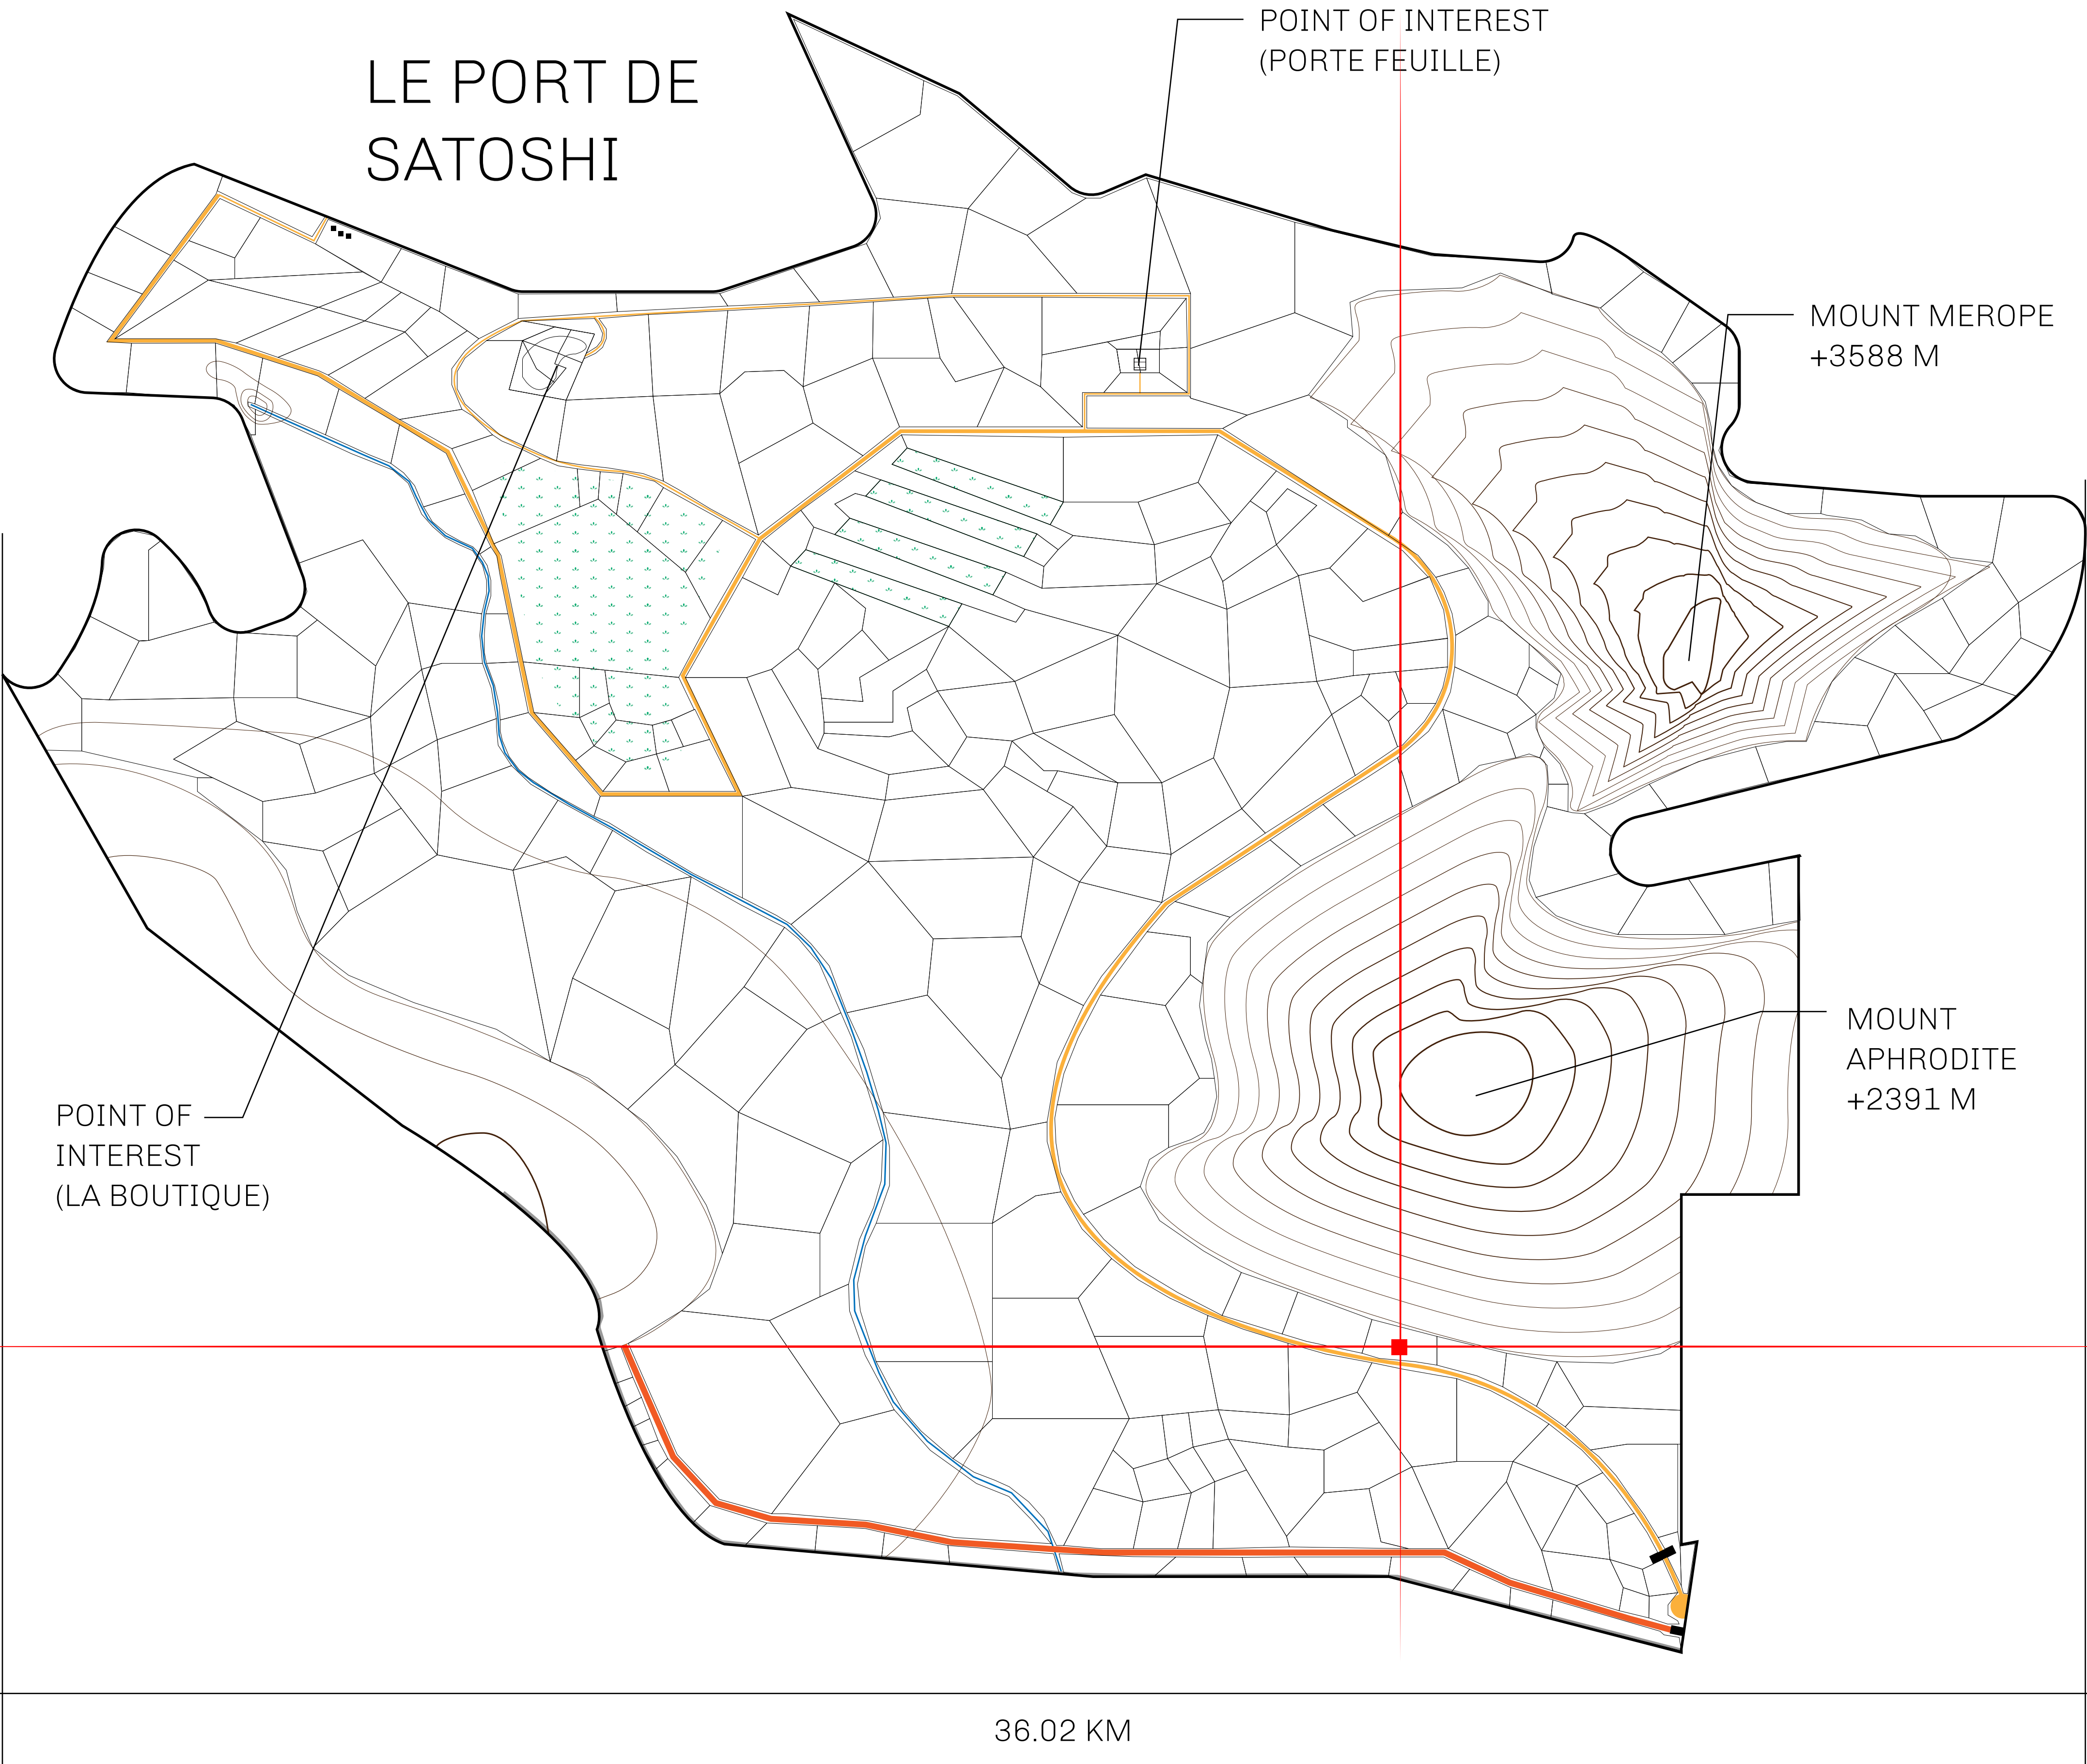 LE PORT DE
SATOSHI
POINT OF INTEREST
(PORTE FEUILLE)
MOUNT MEROPE
+3588 M
MOUNT
APHRODITE
+2391 M
POINT OF
INTEREST
(LA BOUTIQUE)
36.02 KM